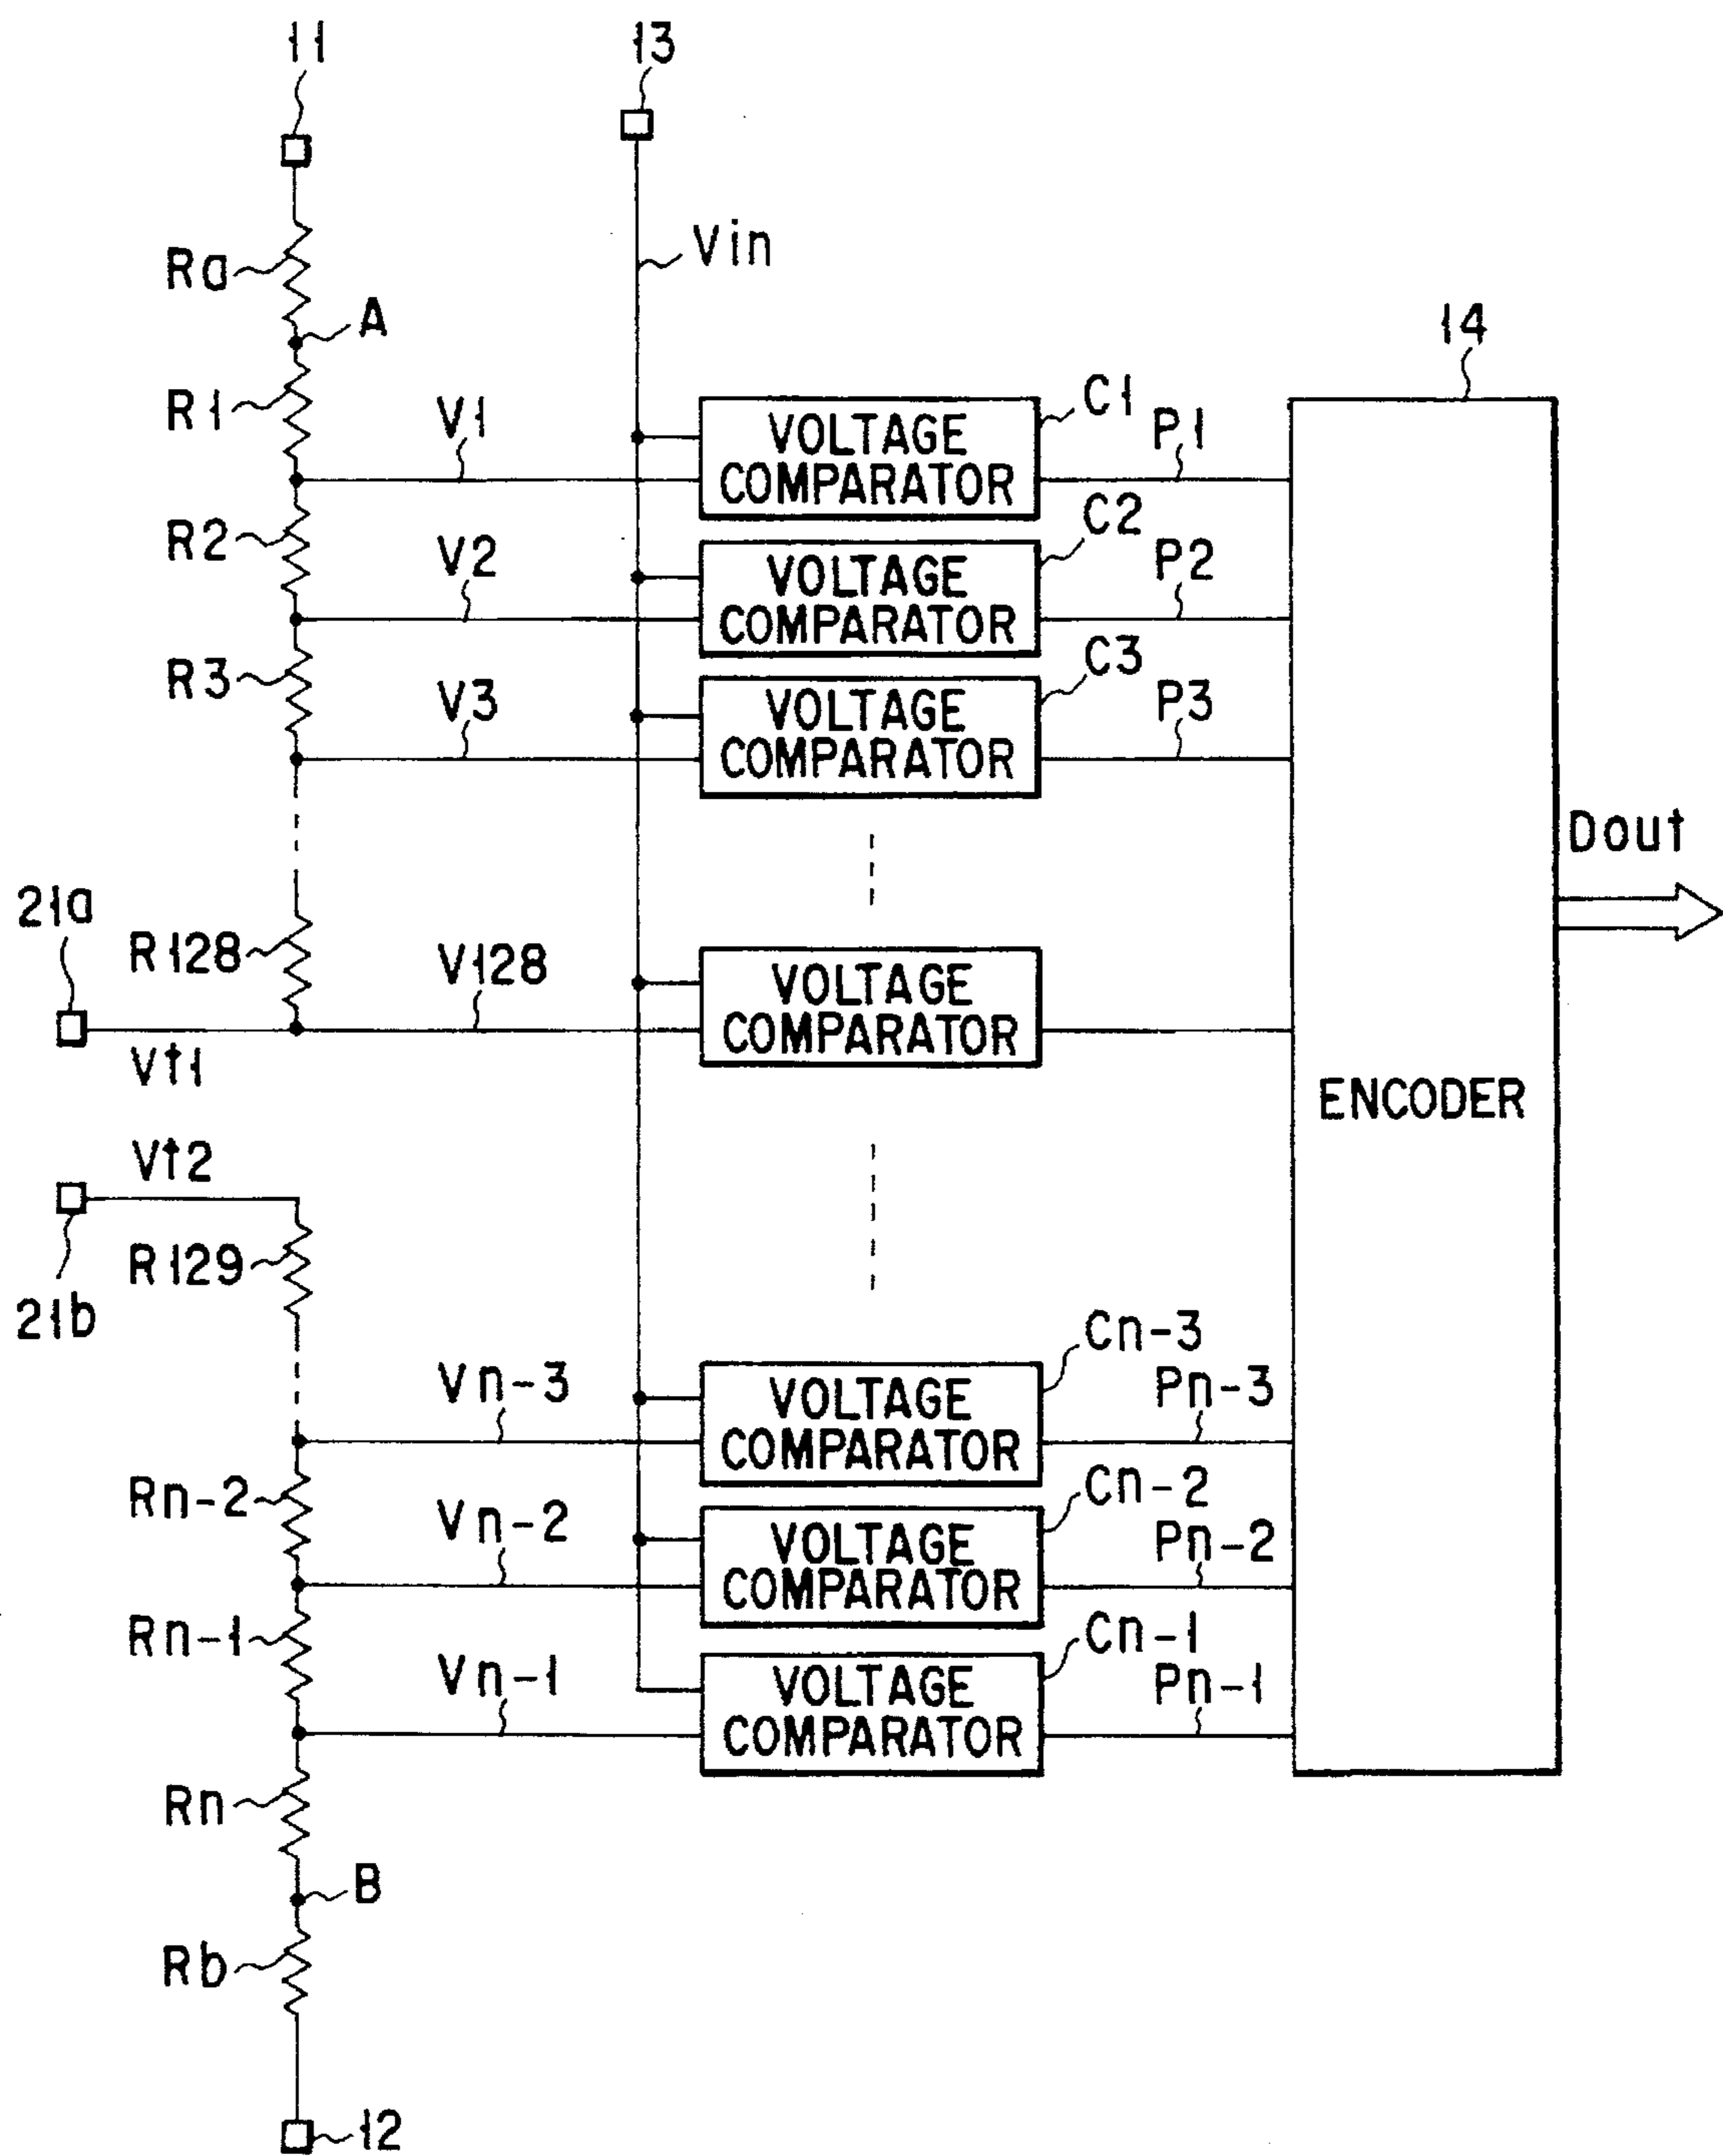 11
13
Ra
Vin
A
14
R1
V1
VOLTAGE
COMPARATOR
C1
P1
R2
V2
VOLTAGE
COMPARATOR
C2
P2
R3
V3
VOLTAGE
COMPARATOR
C3
P3
Dout
21a
R128
V128
VOLTAGE
COMPARATOR
Vt1
ENCODER
Vt2
21b
R129
Vn-3
VOLTAGE
COMPARATOR
Cn-3
Pn-3
Rn-2
Vn-2
VOLTAGE
COMPARATOR
Cn-2
Pn-2
Rn-1
Vn-1
VOLTAGE
COMPARATOR
Cn-1
Pn-1
Rn
B
Rb
12